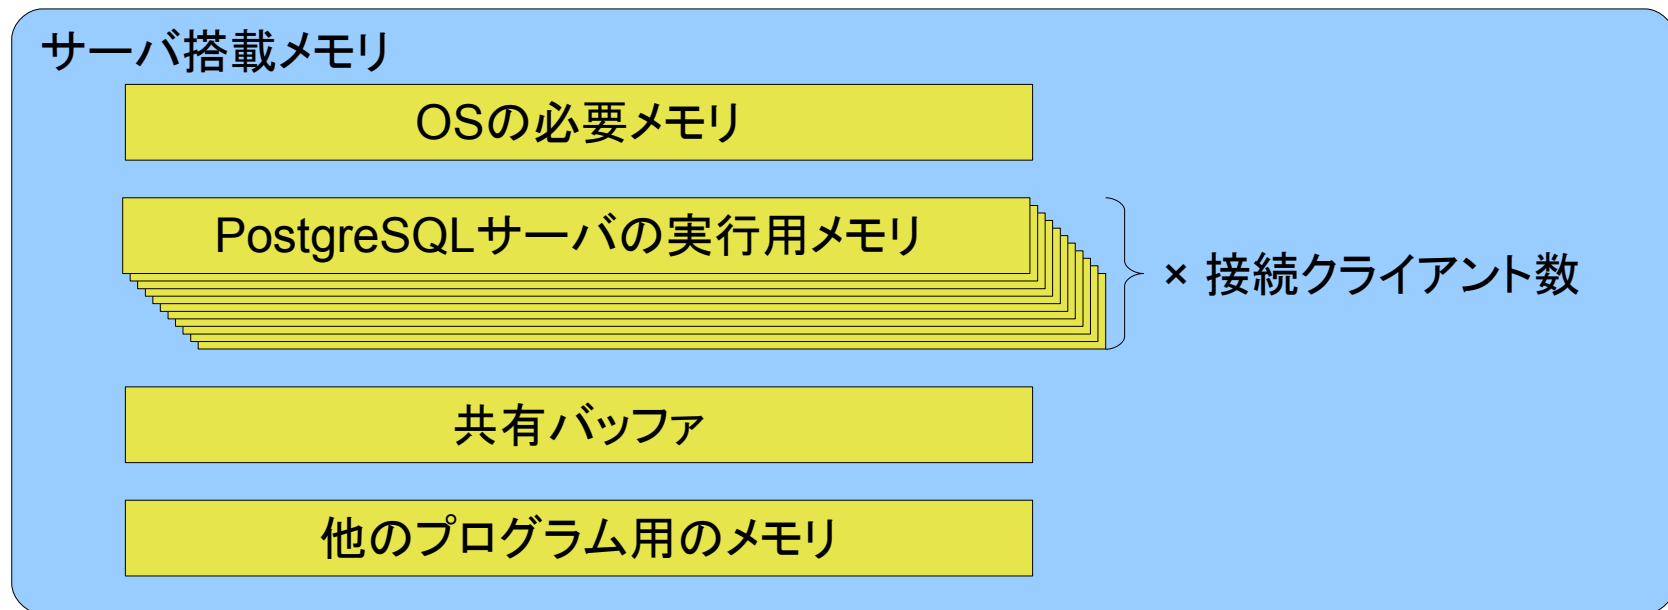 サーバ搭載メモリ
OSの必要メモリ
PostgreSQLサーバの実行用メモリ
× 接続クライアント数
共有バッファ
他のプログラム用のメモリ